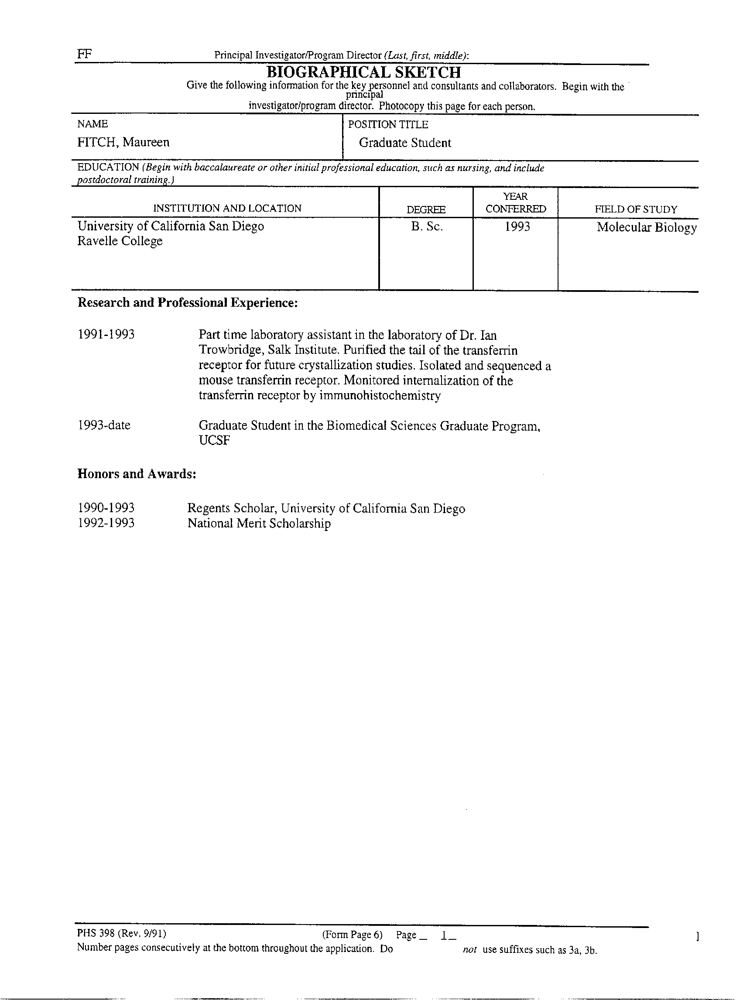 FF Principal Investigator/Program Director (Last, first, middle):
BIOGRAPHICAL SKETCH
Give the following information for the key personnel and consultants and collaborators. Begin with the
principal
investigator/program director. Photocopy this page for each person.
NAME POSITION TITLE
FITCH, Maureen Graduate Student
EDUCATION (Begin with baccalaureate or other initial professional education, such as nursing, and include
postdoctoral training.)
INSTITUTION AND LOCATION DEGREE YEAR CONFERRED FIELD OF STUDY
University of California San Diego B. Sc. 1993 Molecular Biology
Ravelle College
Research and Professional Experience:
1991-1993 Part time laboratory assistant in the laboratory of Dr. Ian
Trowbridge, Salk Institute. Purified the tail of the transferrin
receptor for future crystallization studies. Isolated and sequenced a
mouse transferrin receptor. Monitored internalization of the
transferrin receptor by immunohistochemistry
1993-date Graduate Student in the Biomedical Sciences Graduate Program,
UCSF
Honors and Awards:
1990-1993 Regents Scholar, University of California San Diego
1992-1993 National Merit Scholarship
PHS 398 (Rev. 9/91) (Form Page 6) Page _ 1_ 1
Number pages consecutively at the bottom throughout the application. Do not use suffixes such as 3a, 3b.